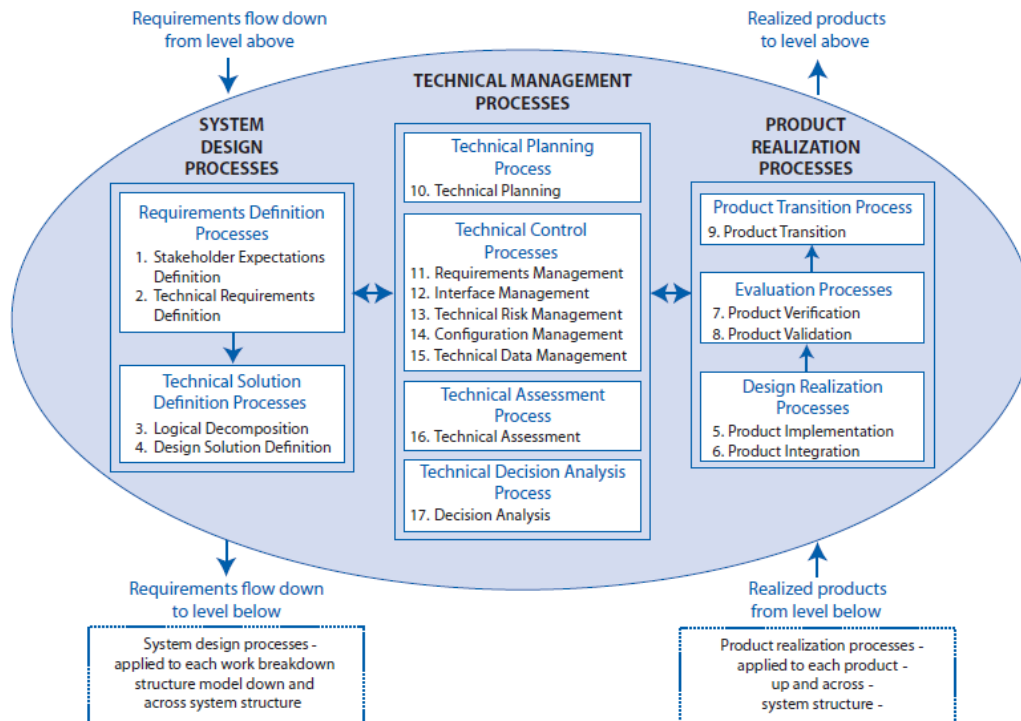 Requirements flow down
from level above
Realized products
to level above
TECHNICAL MANAGEMENT
PROCESSES
SYSTEM
DESIGN
PROCESSES
Requirements Definition
Processes
1. Stakeholder Expectations
Definition
2. Technical Requirements
Definition
Technical Solution
Definition Processes
3. Logical Decomposition
4. Design Solution Definition
Technical Planning
Process
10. Technical Planning
Technical Control
Processes
11. Requirements Management
12. Interface Management
13. Technical Risk Management
14. Configuration Management
15. Technical Data Management
Technical Assessment
Process
16. Technical Assessment
Technical Decision Analysis
Process
17. Decision Analysis
PRODUCT
REALIZATION
PROCESSES
Product Transition Process
9. Product Transition
Evaluation Processes
7. Product Verification
8. Product Validation
Design Realization
Processes
5. Product Implementation
6. Product Integration
Requirements flow down
to level below
System design processes -
applied to each work breakdown
structure model down and
across system structure
Realized products
from level below
Product realization processes -
applied to each product -
up and across -
system structure -